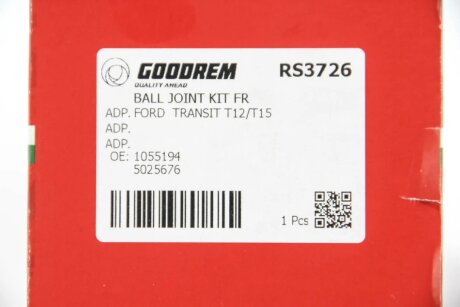 GOODREM RS3726
QUALITY AHEAD
BALL JOINT KIT FR
ADP. FORD TRANSIT T12/T15
ADP.
ADP.
OE: 1055194
5025676
1 Pcs